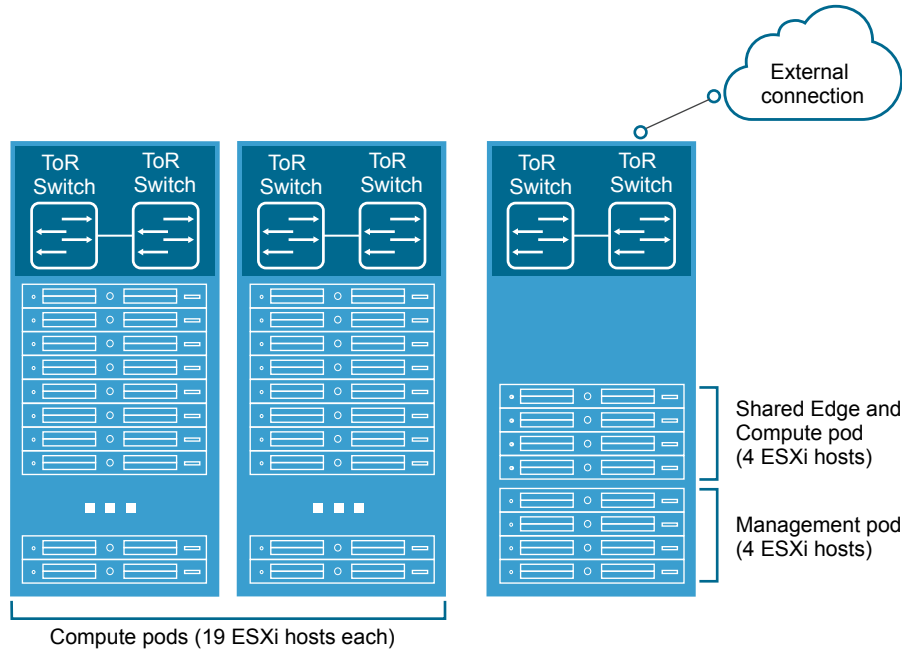 External
connection
ToR
Switch
ToR
Switch
ToR
Switch
ToR
Switch
ToR
Switch
ToR
Switch
Shared Edge and
Compute pod
(4 ESXi hosts)
Management pod
(4 ESXi hosts)
Compute pods (19 ESXi hosts each)